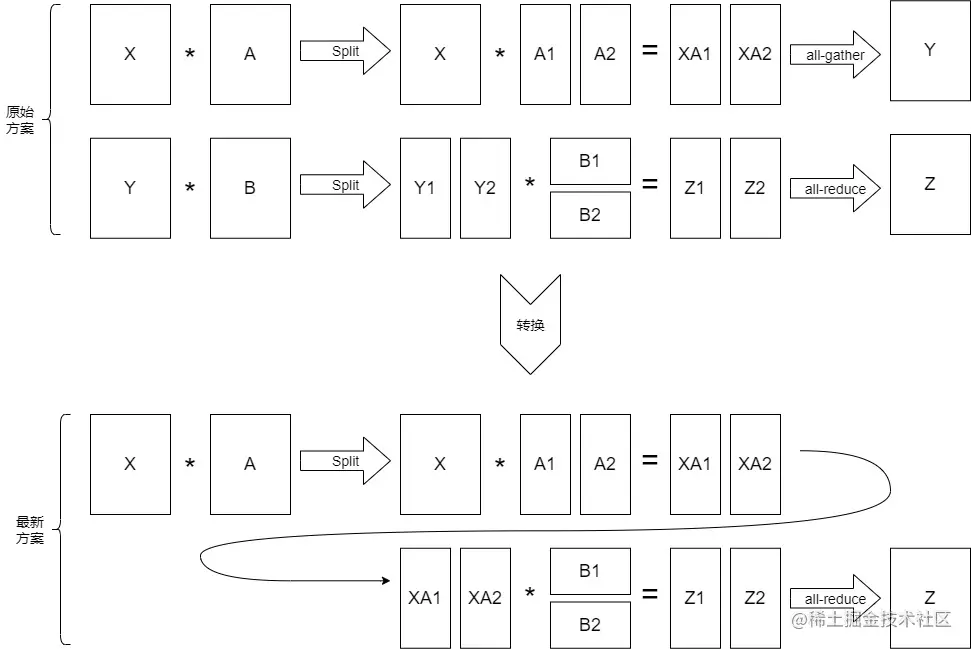 X * A Split X * A1 A2 = XA1 XA2 all-gather Y
原始
方案
Y * B Split Y1 Y2 * B1 = Z1 Z2 all-reduce Z
B2
转换
X * A Split X * A1 A2 = XA1 XA2
最新
方案
XA1 XA2 * B1 = Z1 Z2 all-reduce Z
B2
@稀土掘金技术社区